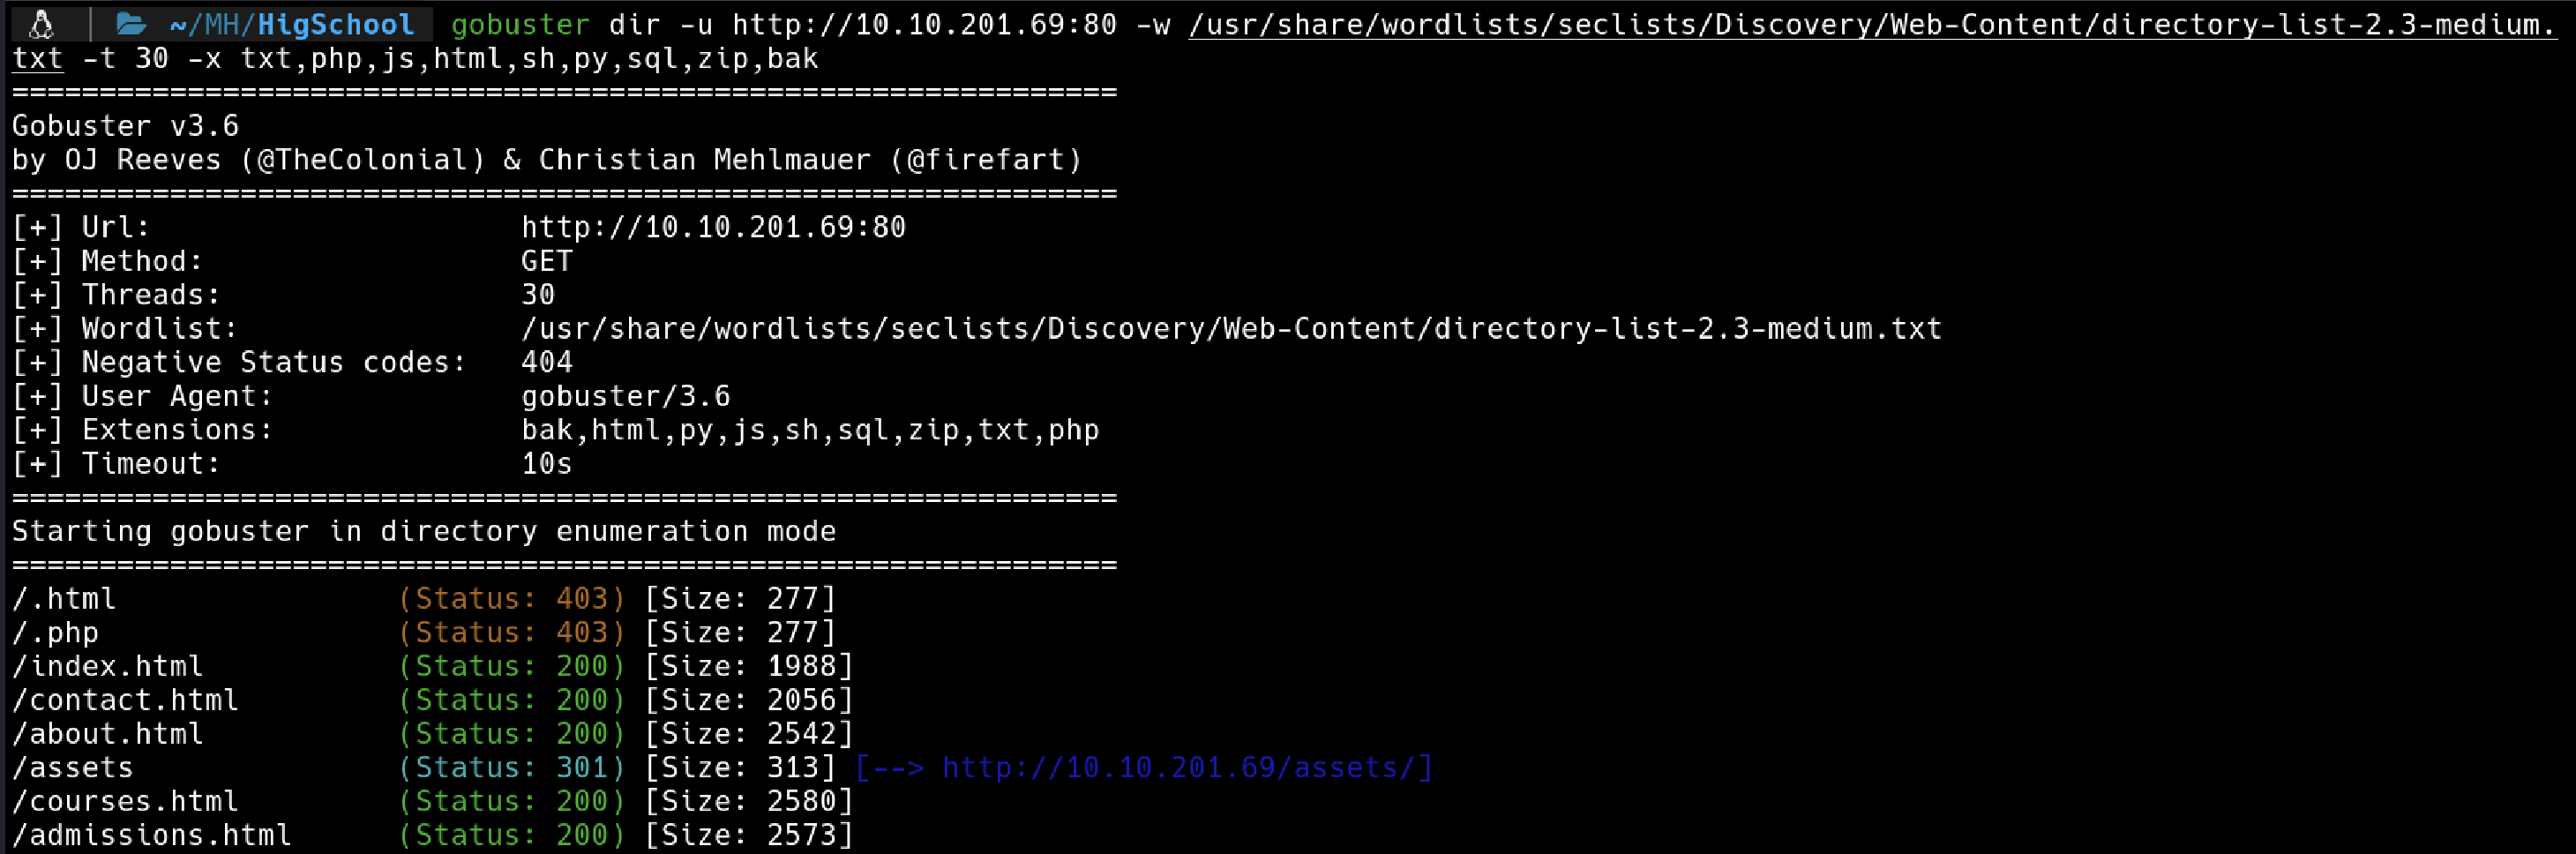 ~/MH/HigSchool gobuster dir -u http://10.10.201.69:80 -w /usr/share/wordlists/seclists/Discovery/Web-Content/directory-list-2.3-medium.
txt -t 30 -x txt,php,js,html,sh,py,sql,zip,bak
===============================================================
Gobuster v3.6
by OJ Reeves (@TheColonial) & Christian Mehlmauer (@firefart)
===============================================================
[+] Url:                     http://10.10.201.69:80
[+] Method:                  GET
[+] Threads:                 30
[+] Wordlist:                /usr/share/wordlists/seclists/Discovery/Web-Content/directory-list-2.3-medium.txt
[+] Negative Status codes:   404
[+] User Agent:              gobuster/3.6
[+] Extensions:              bak,html,py,js,sh,sql,zip,txt,php
[+] Timeout:                 10s
===============================================================
Starting gobuster in directory enumeration mode
===============================================================
/.html                (Status: 403) [Size: 277]
/.php                 (Status: 403) [Size: 277]
/index.html           (Status: 200) [Size: 1988]
/contact.html         (Status: 200) [Size: 2056]
/about.html           (Status: 200) [Size: 2542]
/assets               (Status: 301) [Size: 313] [--> http://10.10.201.69/assets/]
/courses.html         (Status: 200) [Size: 2580]
/admissions.html      (Status: 200) [Size: 2573]